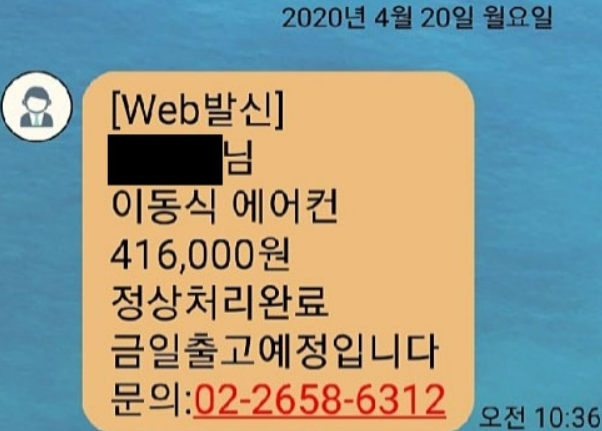 2020년 4월 20일 월요일
[Web발신]
님
이동식 에어컨
416,000원
정상처리완료
금일출고예정입니다
문의:02-2658-6312
오전 10:36